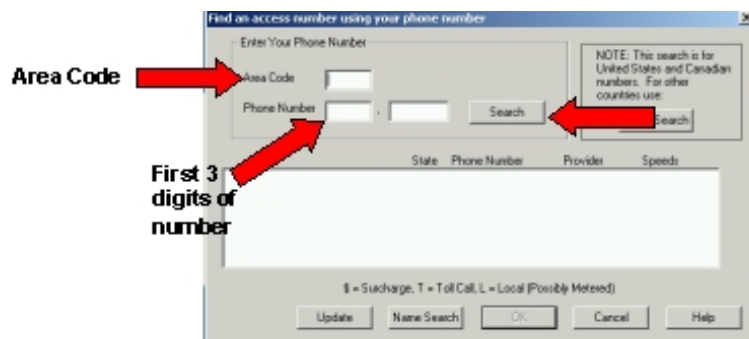 Find an access number using your phone number
Enter Your Phone Number
Area Code
Area Code
Phone Number
-
Search
NOTE: This search is for
United States and Canadian
numbers. For other
countries use:
Search
First 3
digits of
number
State Phone Number Provider Speeds
$ = Surcharge, T = Toll Call, L = Local (Possibly Metered)
Update Name Search OK Cancel Help